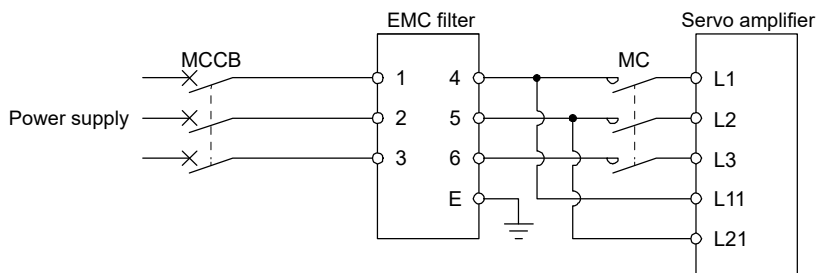 EMC filter
Servo amplifier
MCCB
MC
1
4
L1
Power supply
2
5
L2
3
6
L3
E
L11
L21